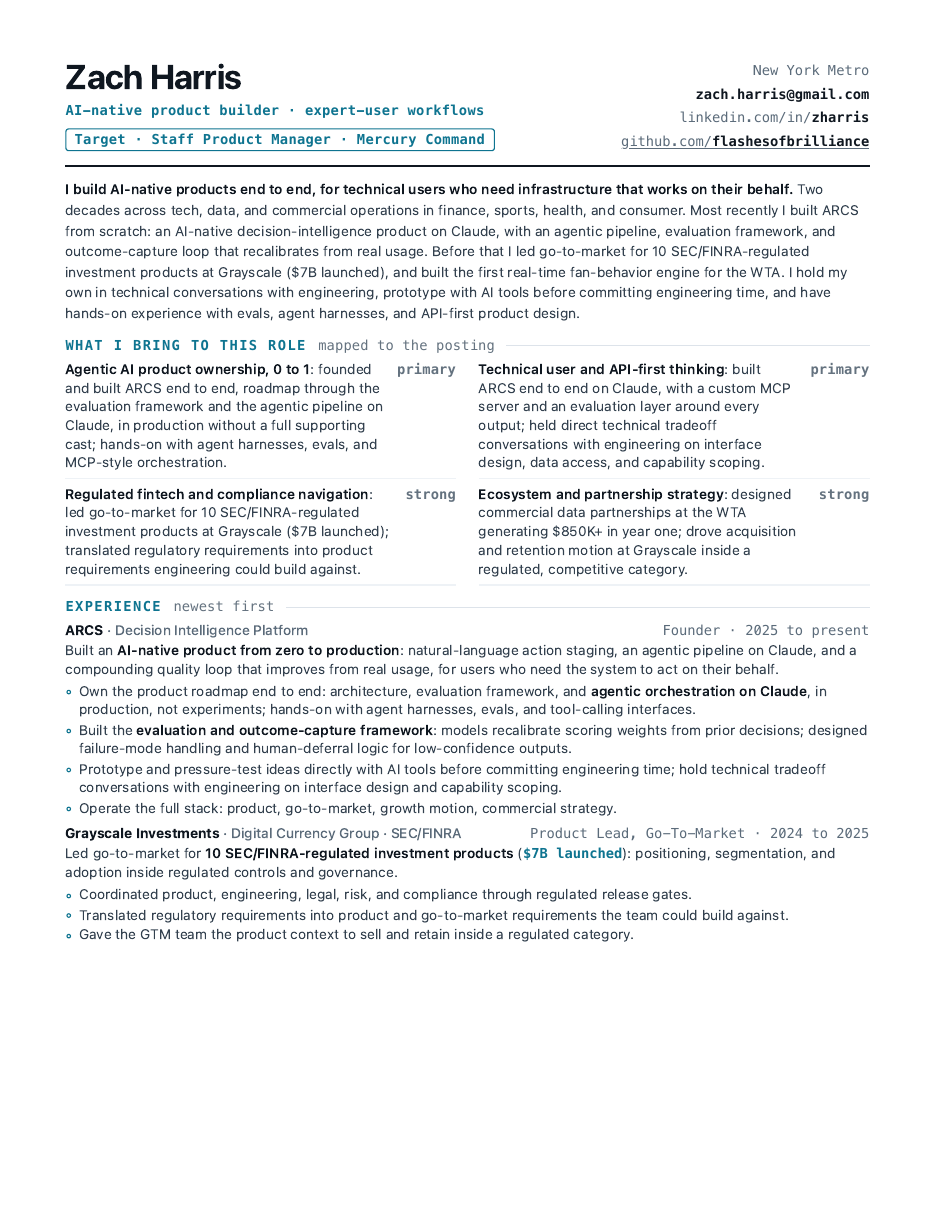 Zach Harris
AI-native product builder · expert-user workflows
Target · Staff Product Manager · Mercury Command
New York Metro
zach.harris@gmail.com
linkedin.com/in/zharris
github.com/flashesofbrilliance
I build AI-native products end to end, for technical users who need infrastructure that works on their behalf. Two
decades across tech, data, and commercial operations in finance, sports, health, and consumer. Most recently I built ARCS
from scratch: an AI-native decision-intelligence product on Claude, with an agentic pipeline, evaluation framework, and
outcome-capture loop that recalibrates from real usage. Before that I led go-to-market for 10 SEC/FINRA-regulated
investment products at Grayscale ($7B launched), and built the first real-time fan-behavior engine for the WTA. I hold my
own in technical conversations with engineering, prototype with AI tools before committing engineering time, and have
hands-on experience with evals, agent harnesses, and API-first product design.
WHAT I BRING TO THIS ROLE mapped to the posting
Agentic AI product ownership, 0 to 1: founded primary
and built ARCS end to end, roadmap through the
evaluation framework and the agentic pipeline on
Claude, in production without a full supporting
cast; hands-on with agent harnesses, evals, and
MCP-style orchestration.
Technical user and API-first thinking: built primary
ARCS end to end on Claude, with a custom MCP
server and an evaluation layer around every
output; held direct technical tradeoff
conversations with engineering on interface
design, data access, and capability scoping.
Regulated fintech and compliance navigation: strong
led go-to-market for 10 SEC/FINRA-regulated
investment products at Grayscale ($7B launched);
translated regulatory requirements into product
requirements engineering could build against.
Ecosystem and partnership strategy: designed strong
commercial data partnerships at the WTA
generating $850K+ in year one; drove acquisition
and retention motion at Grayscale inside a
regulated, competitive category.
EXPERIENCE newest first
ARCS · Decision Intelligence Platform Founder · 2025 to present
Built an AI-native product from zero to production: natural-language action staging, an agentic pipeline on Claude, and a
compounding quality loop that improves from real usage, for users who need the system to act on their behalf.
Own the product roadmap end to end: architecture, evaluation framework, and agentic orchestration on Claude, in
production, not experiments; hands-on with agent harnesses, evals, and tool-calling interfaces.
Built the evaluation and outcome-capture framework: models recalibrate scoring weights from prior decisions; designed
failure-mode handling and human-deferral logic for low-confidence outputs.
Prototype and pressure-test ideas directly with AI tools before committing engineering time; hold technical tradeoff
conversations with engineering on interface design and capability scoping.
Operate the full stack: product, go-to-market, growth motion, commercial strategy.
Grayscale Investments · Digital Currency Group · SEC/FINRA Product Lead, Go-To-Market · 2024 to 2025
Led go-to-market for 10 SEC/FINRA-regulated investment products ($7B launched): positioning, segmentation, and
adoption inside regulated controls and governance.
Coordinated product, engineering, legal, risk, and compliance through regulated release gates.
Translated regulatory requirements into product and go-to-market requirements the team could build against.
Gave the GTM team the product context to sell and retain inside a regulated category.